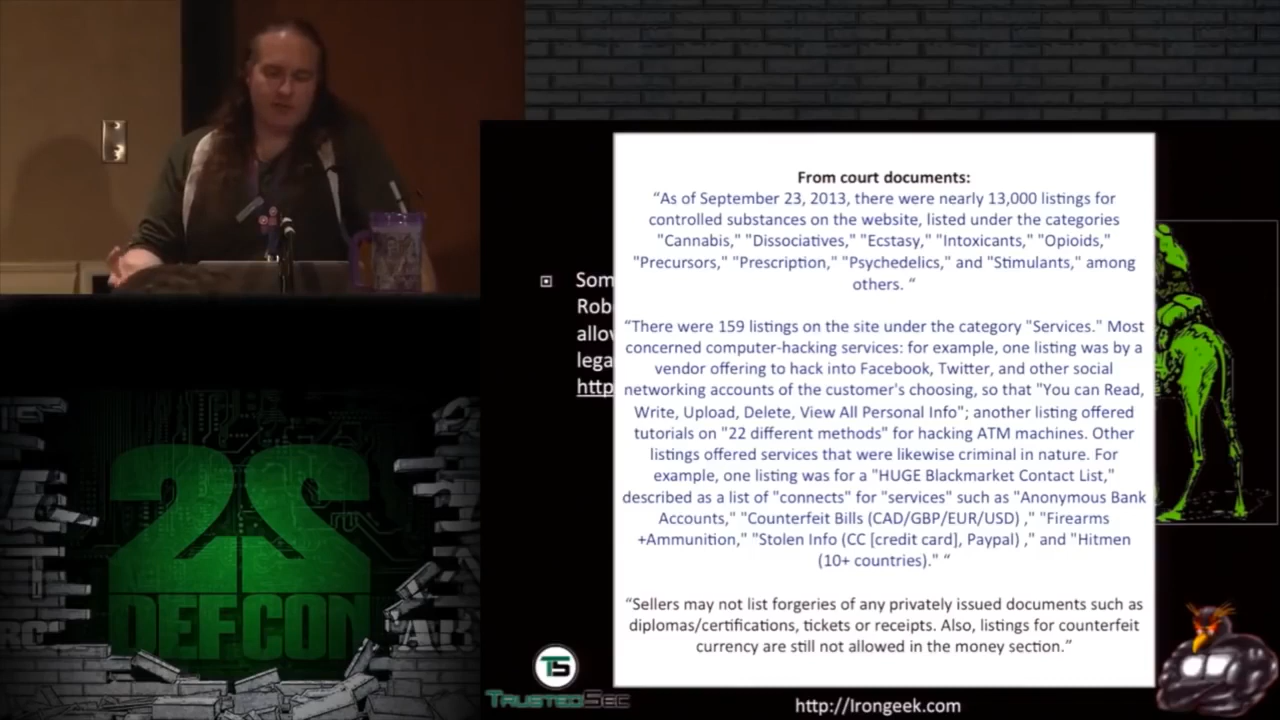 From court documents:
“As of September 23, 2013, there were nearly 13,000 listings for
controlled substances on the website, listed under the categories
"Cannabis," "Dissociatives," "Ecstasy," "Intoxicants," "Opioids,"
"Precursors," "Prescription," "Psychedelics," and "Stimulants," among
others. “
“There were 159 listings on the site under the category "Services." Most
concerned computer-hacking services: for example, one listing was by a
vendor offering to hack into Facebook, Twitter, and other social
networking accounts of the customer's choosing, so that "You can Read,
Write, Upload, Delete, View All Personal Info"; another listing offered
tutorials on "22 different methods" for hacking ATM machines. Other
listings offered services that were likewise criminal in nature. For
example, one listing was for a "HUGE Blackmarket Contact List,"
described as a list of "connects" for "services" such as "Anonymous Bank
Accounts," "Counterfeit Bills (CAD/GBP/EUR/USD) ," "Firearms
+Ammunition," "Stolen Info (CC [credit card], Paypal) ," and "Hitmen
(10+ countries)." “
“Sellers may not list forgeries of any privately issued documents such as
diplomas/certifications, tickets or receipts. Also, listings for counterfeit
currency are still not allowed in the money section.”
Som
Rob
allow
lega
http
22
DEFCON
TS
TRUSTEDSEC
http://Irongeek.com